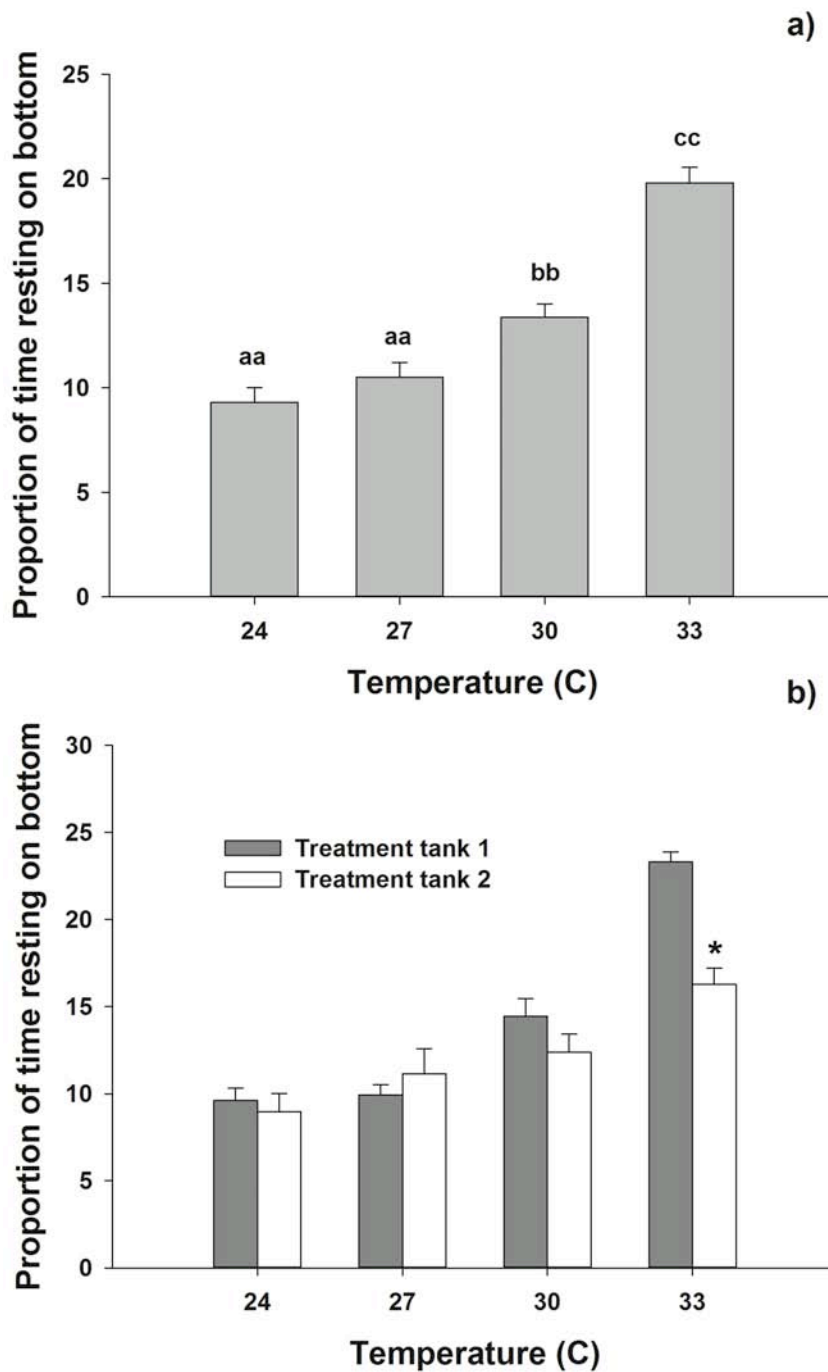 a)
Proportion of time resting on bottom
25
20
15
10
5
0
aa
aa
bb
cc
24 27 30 33
Temperature (C)
b)
Proportion of time resting on bottom
30
25
20
15
10
5
0
Treatment tank 1
Treatment tank 2
*
24 27 30 33
Temperature (C)